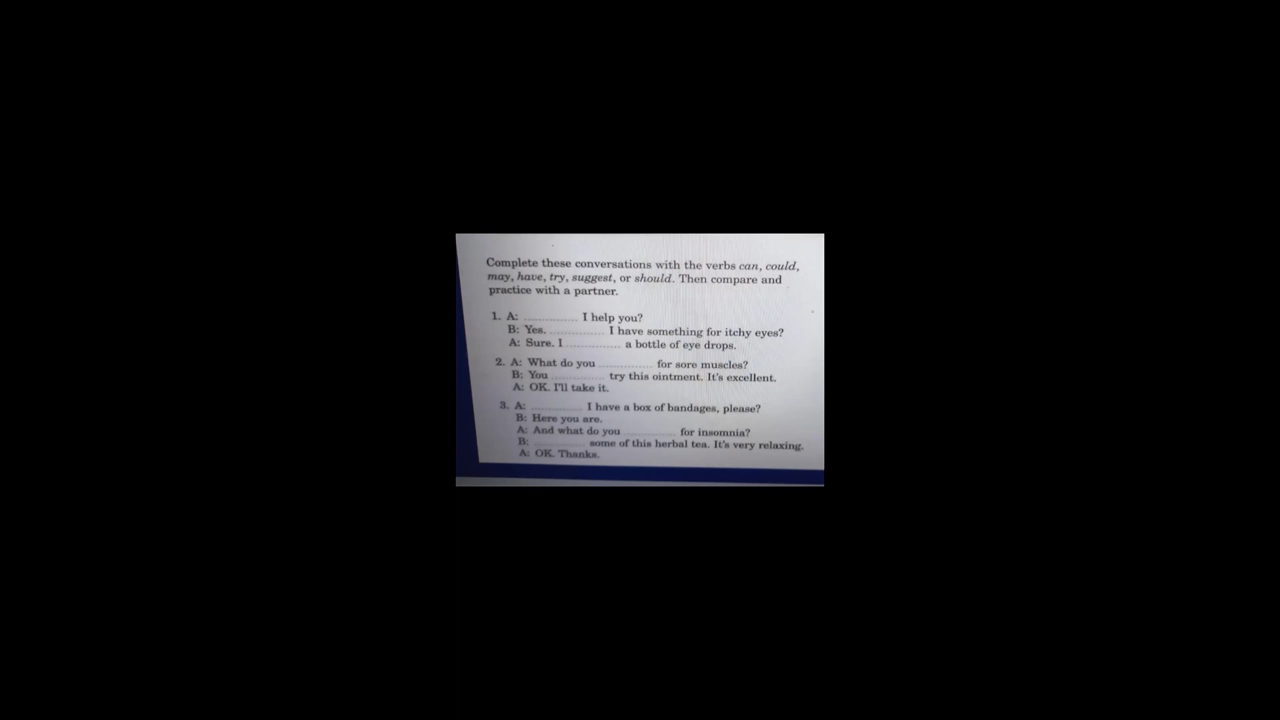 Complete these conversations with the verbs can, could,
may, have, try, suggest, or should. Then compare and
practice with a partner.
1. A: ............... I help you?
B: Yes. ............... I have something for itchy eyes?
A: Sure. I ............... a bottle of eye drops.
2. A: What do you ............... for sore muscles?
B: You ............... try this ointment. It's excellent.
A: OK. I'll take it.
3. A: ............... I have a box of bandages, please?
B: Here you are.
A: And what do you ............... for insomnia?
B: ............... some of this herbal tea. It's very relaxing.
A: OK. Thanks.